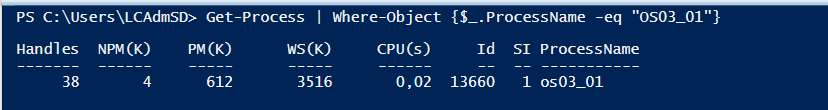 PS C:\Users\LCAdmSD> Get-Process | Where-Object {$_.ProcessName -eq "OS03_01"}
Handles  NPM(K)    PM(K)      WS(K)     CPU(s)     Id  SI ProcessName
-------  ------    -----      -----     ------     --  -- -----------
     38       4      612       3516       0,02  13660   1 os03_01